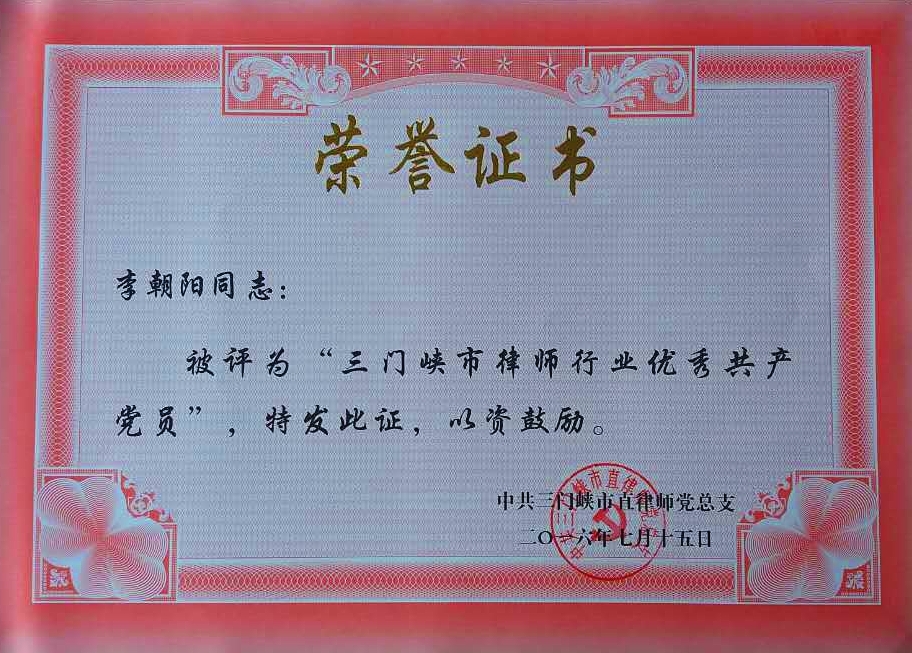 荣誉证书
李朝阳同志：
被评为“三门峡市律师行业优秀共产
党员”，特发此证，以资鼓励。
中共三门峡市直律师党总支
二〇一六年七月十五日